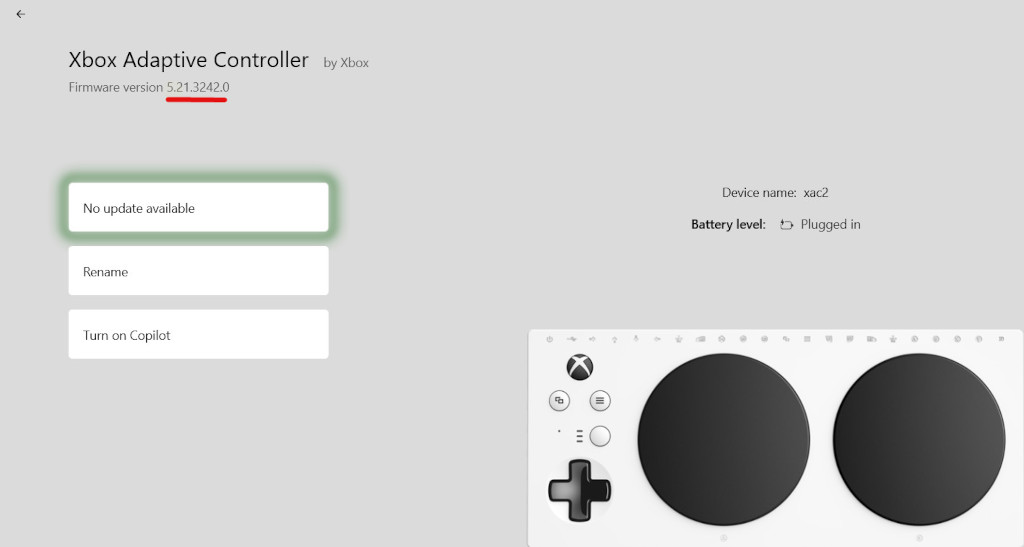 Xbox Adaptive Controller by Xbox
Firmware version 5.21.3242.0
No update available
Device name: xac2
Battery level: Plugged in
Rename
Turn on Copilot